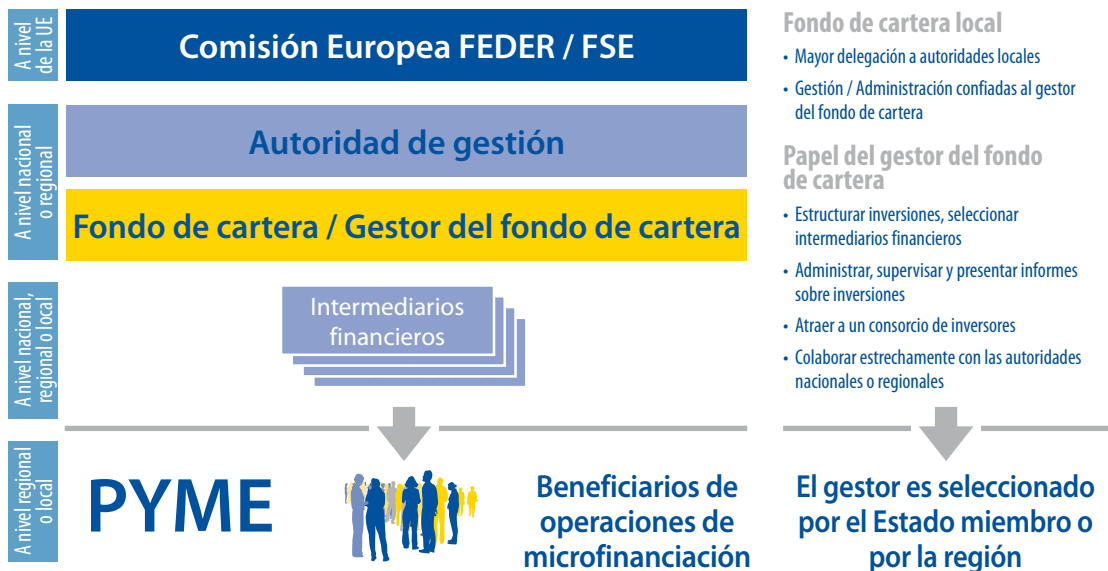 A nivel
de la UE
Comisión Europea FEDER / FSE
A nivel nacional
o regional
Autoridad de gestión
Fondo de cartera / Gestor del fondo de cartera
A nivel nacional,
regional o local
Intermediarios
financieros
A nivel regional
o local
PYME
Beneficiarios de
operaciones de
microfinanciación
Fondo de cartera local
• Mayor delegación a autoridades locales
• Gestión / Administración confiadas al gestor
del fondo de cartera
Papel del gestor del fondo
de cartera
• Estructurar inversiones, seleccionar
intermediarios financieros
• Administrar, supervisar y presentar informes
sobre inversiones
• Atraer a un consorcio de inversores
• Colaborar estrechamente con las autoridades
nacionales o regionales
El gestor es seleccionado
por el Estado miembro o
por la región